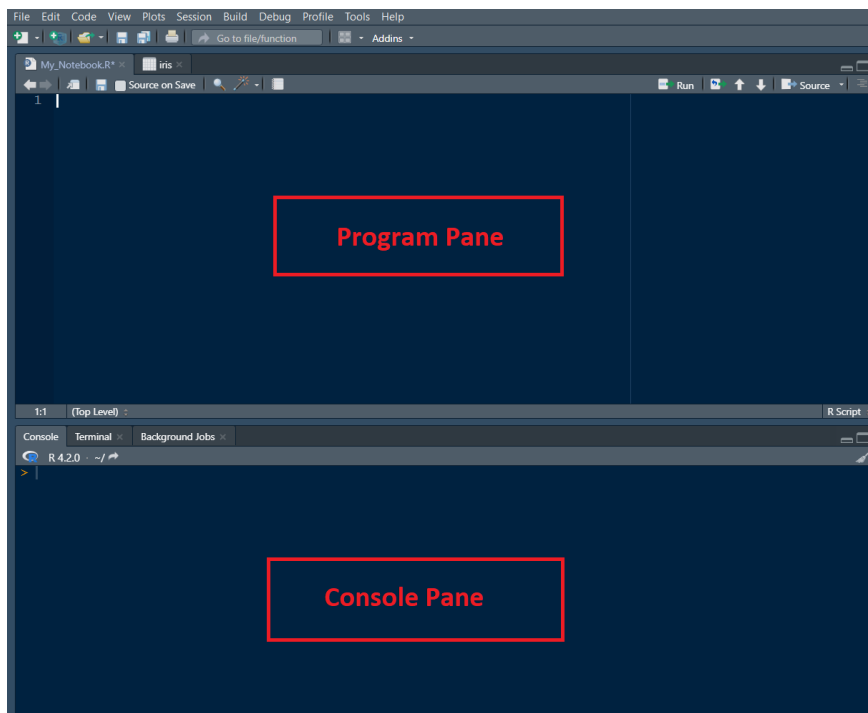 File Edit Code View Plots Session Build Debug Profile Tools Help
Go to file/function Addins
My_Notebook.R* iris
Source on Save Run Source
1
Program Pane
1:1 (Top Level) R Script
Console Terminal Background Jobs
R 4.2.0 · ~/
>
Console Pane